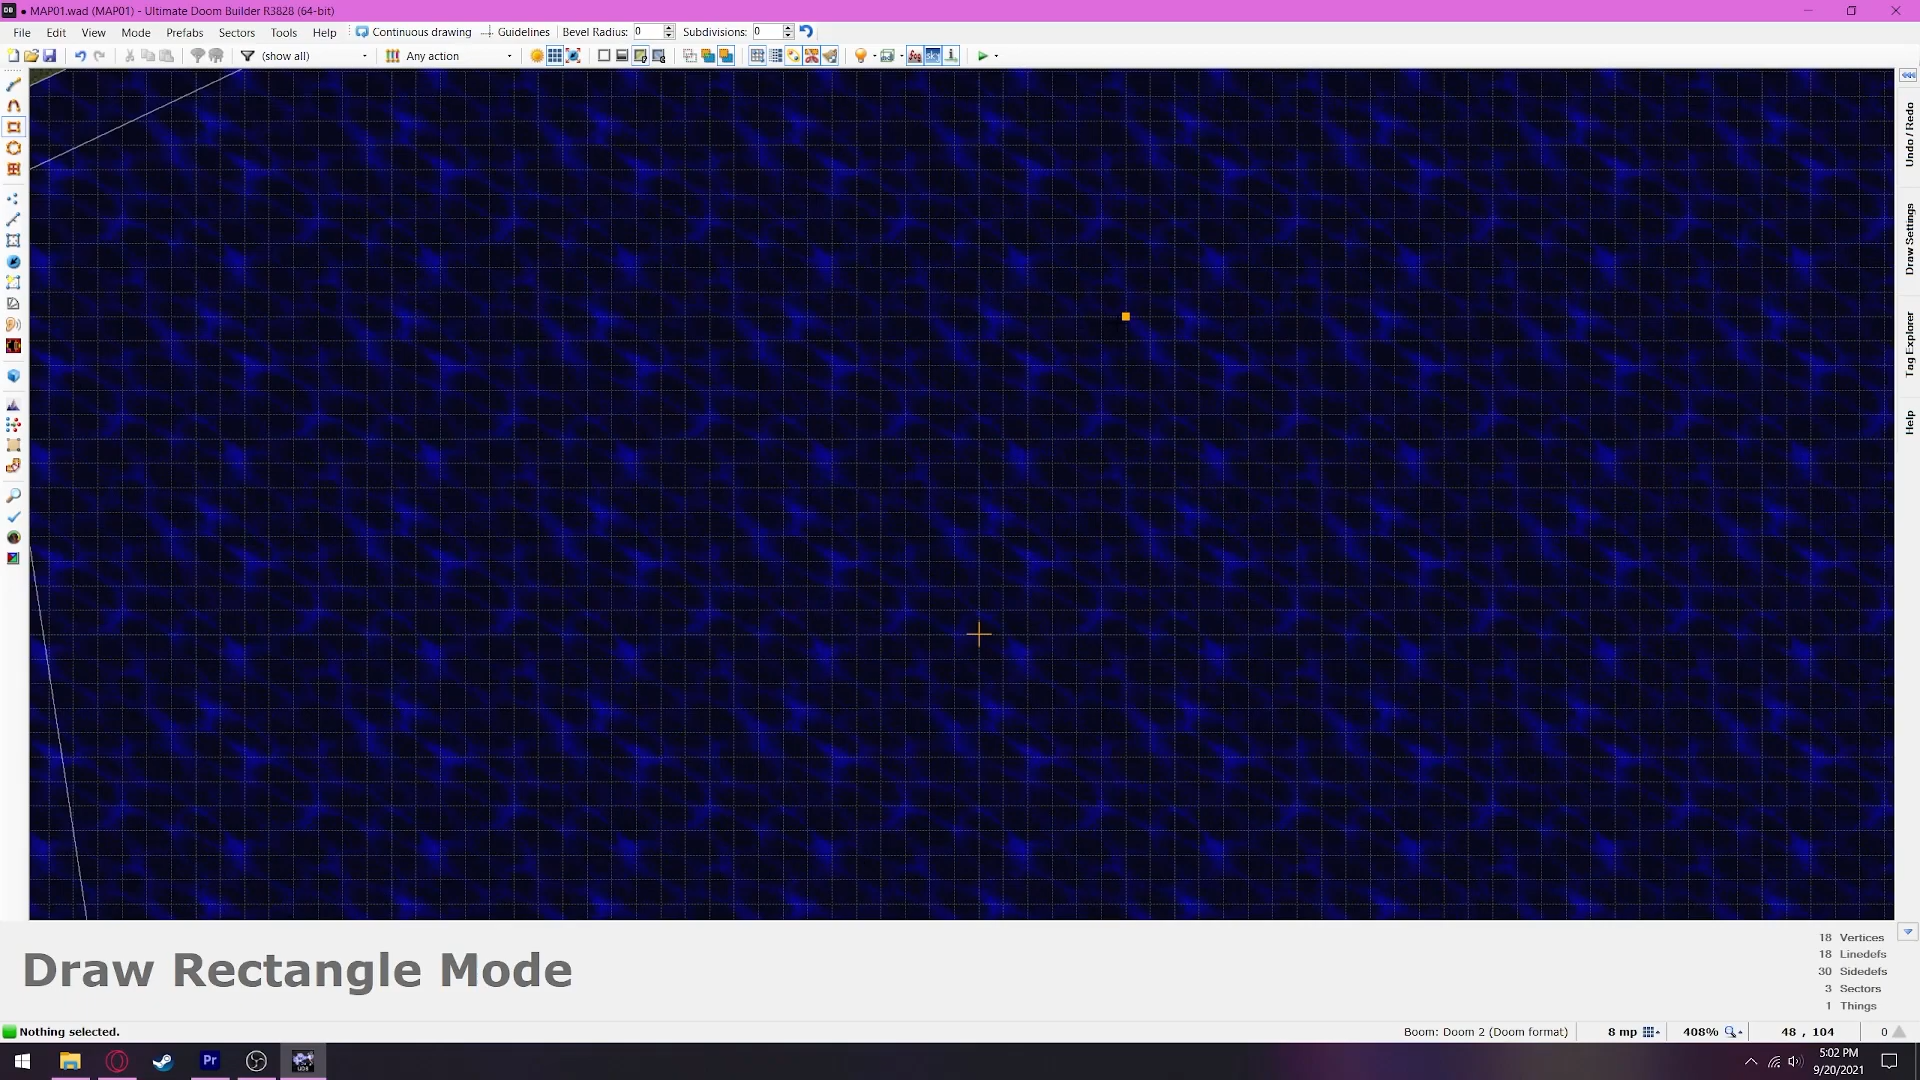 MAP01.wad (MAP01) - Ultimate Doom Builder R3828 (64-bit)
File Edit View Mode Prefabs Sectors Tools Help Continuous drawing Guidelines Bevel Radius: 0 Subdivisions: 0
(show all) Any action
Undo / Redo
Draw Settings
Tag Explorer
Help
Draw Rectangle Mode
18 Vertices
18 Linedefs
30 Sidedefs
3 Sectors
1 Things
Nothing selected. Boom: Doom 2 (Doom format) 8 mp 408% 48 , 104 0
Pr
5:02 PM
9/20/2021